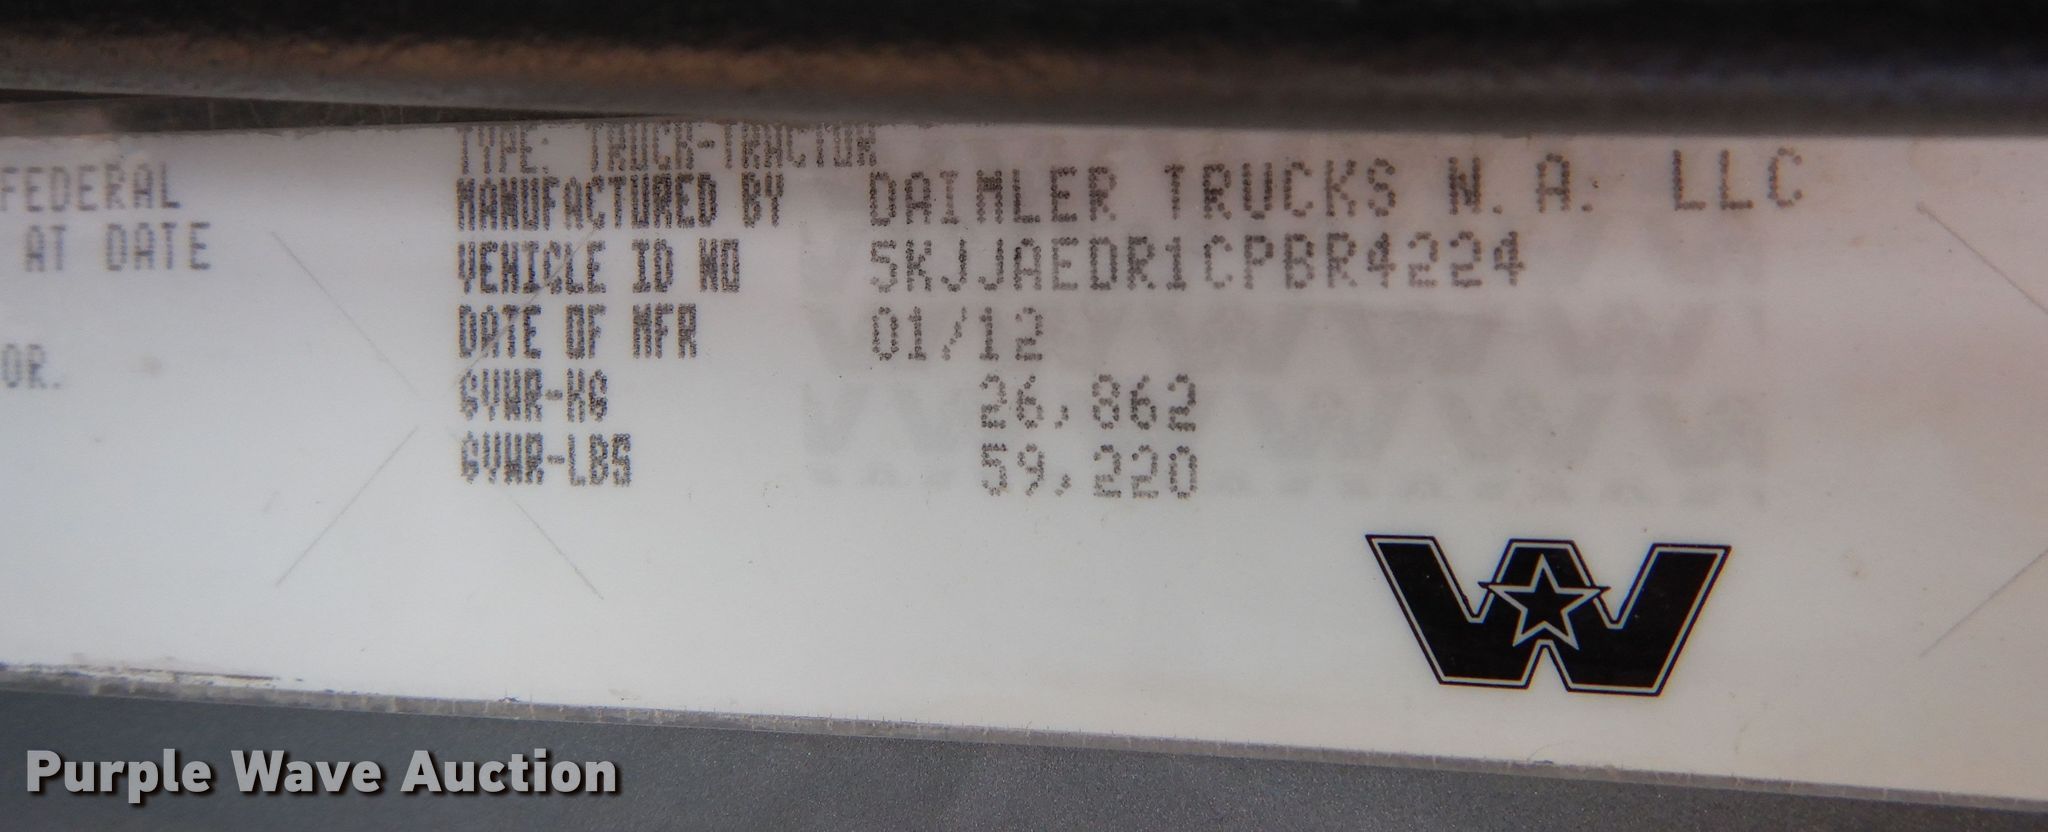 TYPE: TRUCK-TRACTOR
FEDERAL MANUFACTURED BY DAIMLER TRUCKS N.A. LLC
AT DATE VEHICLE ID NO 5KJJAEDR1CPBR4224
DATE OF MFR 01/12
OR. GVWR-KG 26,862
GVWR-LBS 59,220
W
Purple Wave Auction